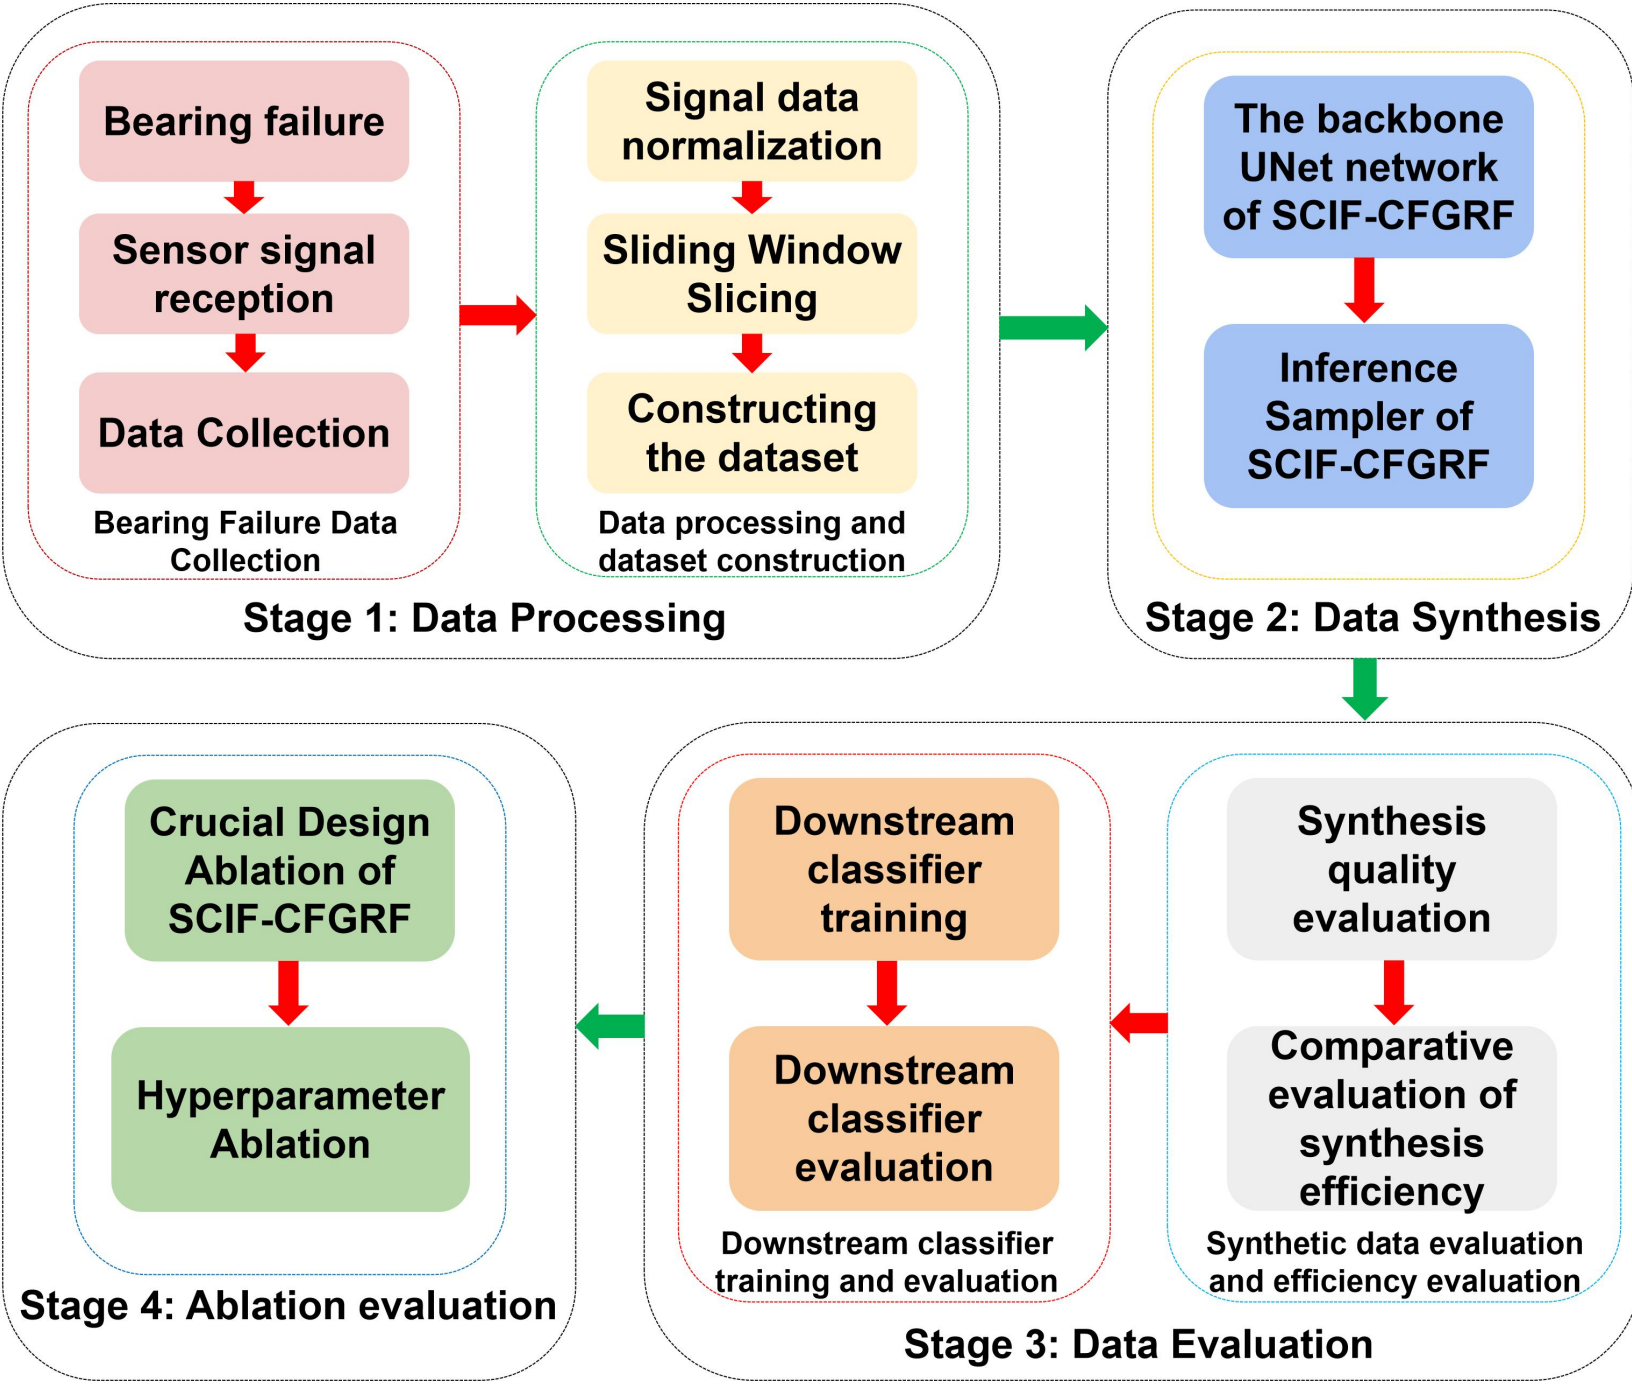 Bearing failure
Sensor signal
reception
Data Collection
Bearing Failure Data
Collection
Signal data
normalization
Sliding Window
Slicing
Constructing
the dataset
Data processing and
dataset construction
Stage 1: Data Processing
The backbone
UNet network
of SCIF-CFGRF
Inference
Sampler of
SCIF-CFGRF
Stage 2: Data Synthesis
Synthesis
quality
evaluation
Comparative
evaluation of
synthesis
efficiency
Synthetic data evaluation
and efficiency evaluation
Downstream
classifier
training
Downstream
classifier
evaluation
Downstream classifier
training and evaluation
Stage 3: Data Evaluation
Crucial Design
Ablation of
SCIF-CFGRF
Hyperparameter
Ablation
Stage 4: Ablation evaluation